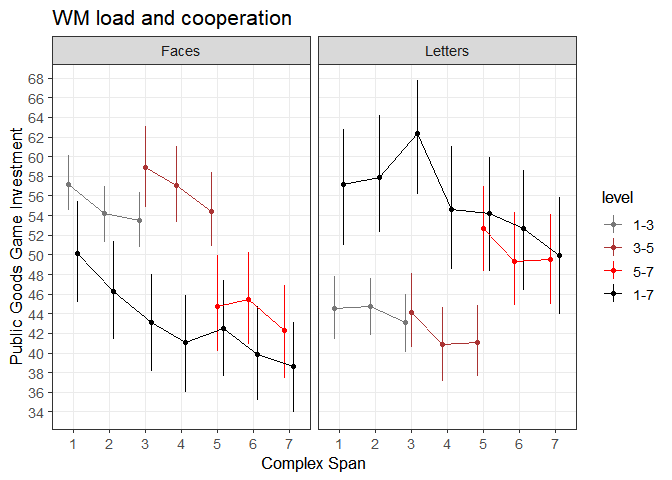 WM load and cooperation
Faces
Letters
Public Goods Game Investment
68
66
64
62
60
58
56
54
52
50
48
46
44
42
40
38
36
34
1 2 3 4 5 6 7
1 2 3 4 5 6 7
Complex Span
level
1-3
3-5
5-7
1-7